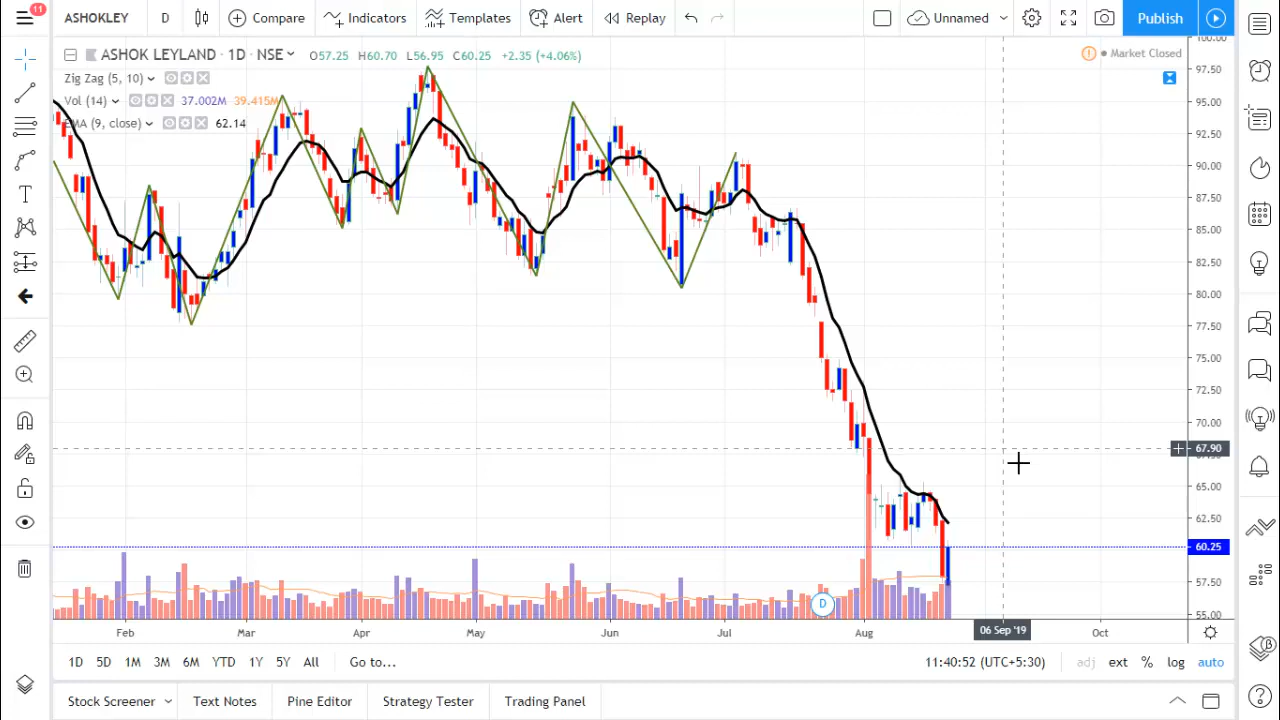 11
ASHOKLEY D Compare Indicators Templates Alert Replay Unnamed Publish
ASHOK LEYLAND · 1D · NSE O57.25 H60.70 L56.95 C60.25 +2.35 (+4.06%) Market Closed
Zig Zag (5, 10)
Vol (14) 37.002M 39.415M
EMA (9, close) 62.14
100.00
97.50
95.00
92.50
90.00
87.50
85.00
82.50
80.00
77.50
75.00
72.50
70.00
67.90
65.00
62.50
60.25
57.50
55.00
D
Feb Mar Apr May Jun Jul Aug 06 Sep '19 Oct
1D 5D 1M 3M 6M YTD 1Y 5Y All Go to... 11:40:52 (UTC+5:30) adj ext % log auto
Stock Screener Text Notes Pine Editor Strategy Tester Trading Panel